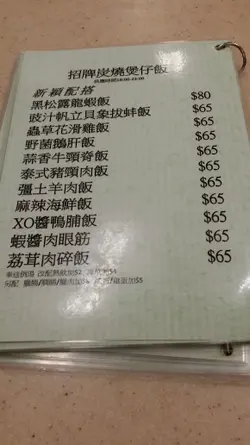 招牌炭燒煲仔飯
新穎配搭
黑松露龍蝦飯 $80
豉汁帆立貝象拔蚌飯 $65
蟲草花滑雞飯 $65
野菌鵝肝飯 $65
蒜香牛頸脊飯 $65
泰式豬頸肉飯 $65
彊土羊肉飯 $65
麻辣海鮮飯 $65
XO醬鴨脯飯 $65
蝦醬肉眼筋 $65
荔茸肉碎飯 $65